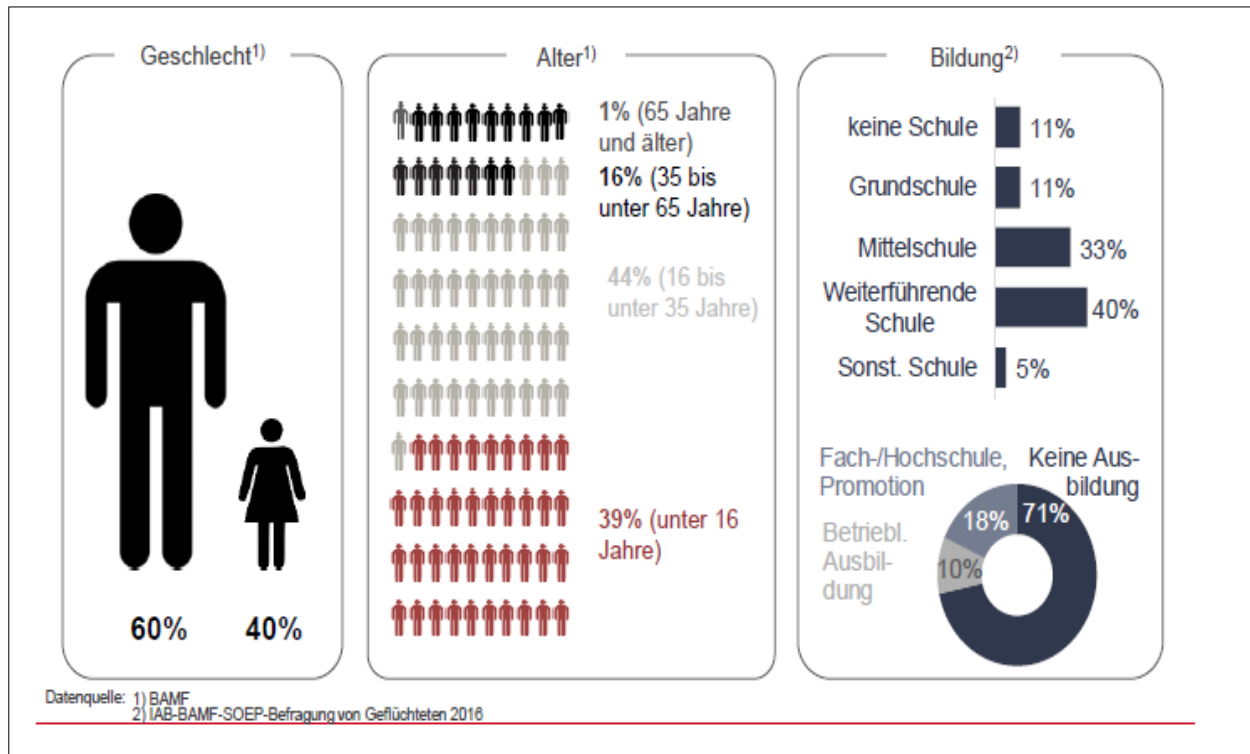 Geschlecht1)
60%
40%
Alter1)
1% (65 Jahre
und älter)
16% (35 bis
unter 65 Jahre)
44% (16 bis
unter 35 Jahre)
39% (unter 16
Jahre)
Bildung2)
keine Schule 11%
Grundschule 11%
Mittelschule 33%
Weiterführende
Schule 40%
Sonst. Schule 5%
Fach-/Hochschule,
Promotion
Keine Aus-
bildung
Betriebl.
Ausbil-
dung
18%
71%
10%
Datenquelle: 1) BAMF
2) IAB-BAMF-SOEP-Befragung von Geflüchteten 2016